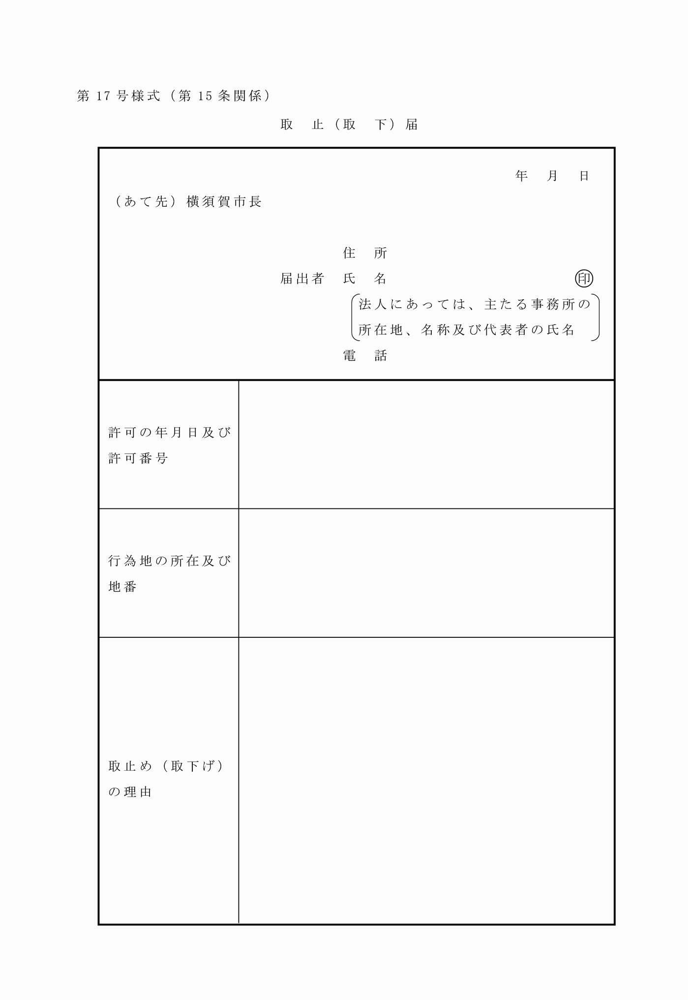 第 17 号様式（第 15 条関係）
取　止（取　下）届
年　月　日
（あて先）横須賀市長
住　所
届出者　氏　名　㊞
法人にあっては、主たる事務所の
所在地、名称及び代表者の氏名
電　話
許可の年月日及び
許可番号
行為地の所在及び
地番
取止め（取下げ）
の理由